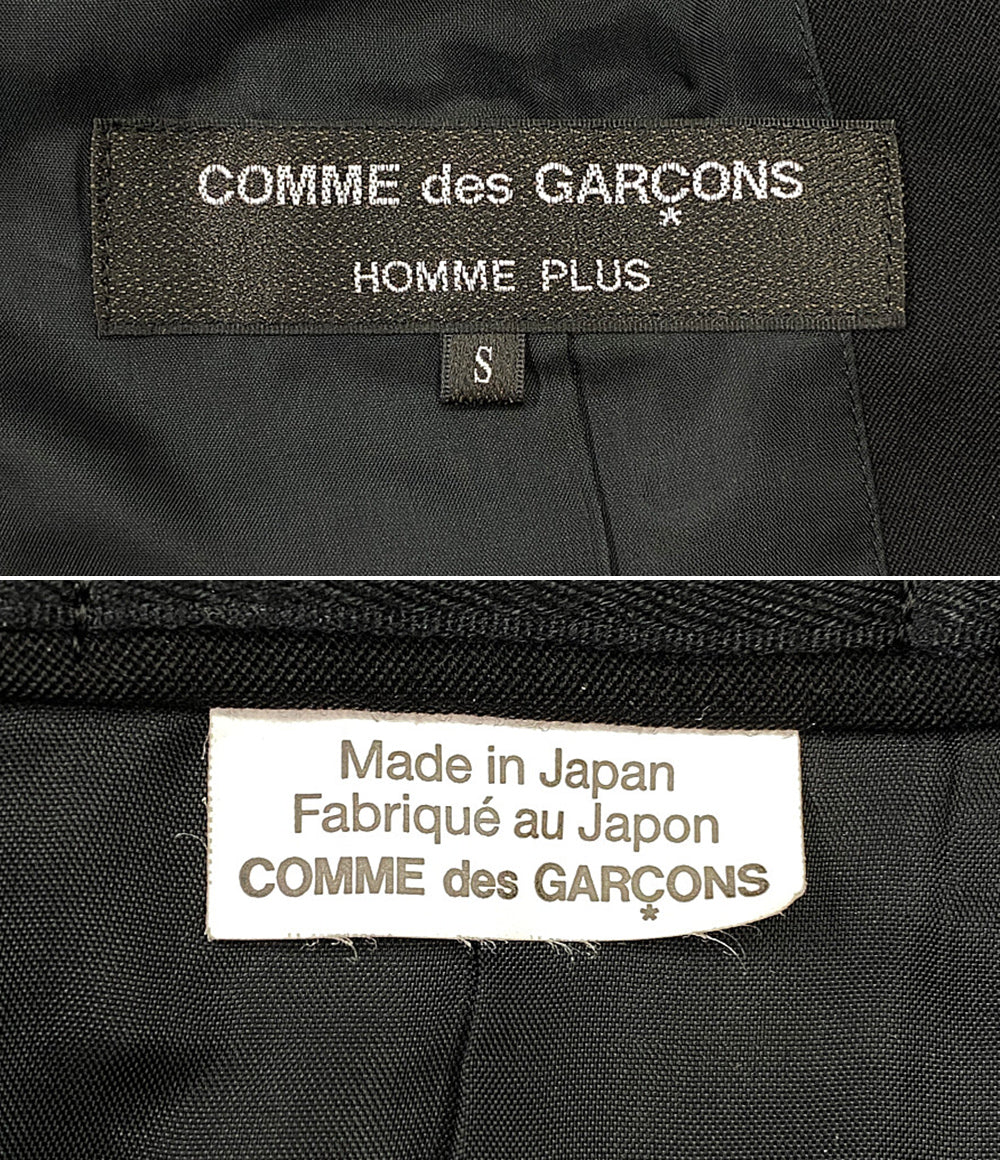 COMME des GARÇONS
*
HOMME PLUS
S
Made in Japan
Fabriqué au Japon
COMME des GARÇONS
*